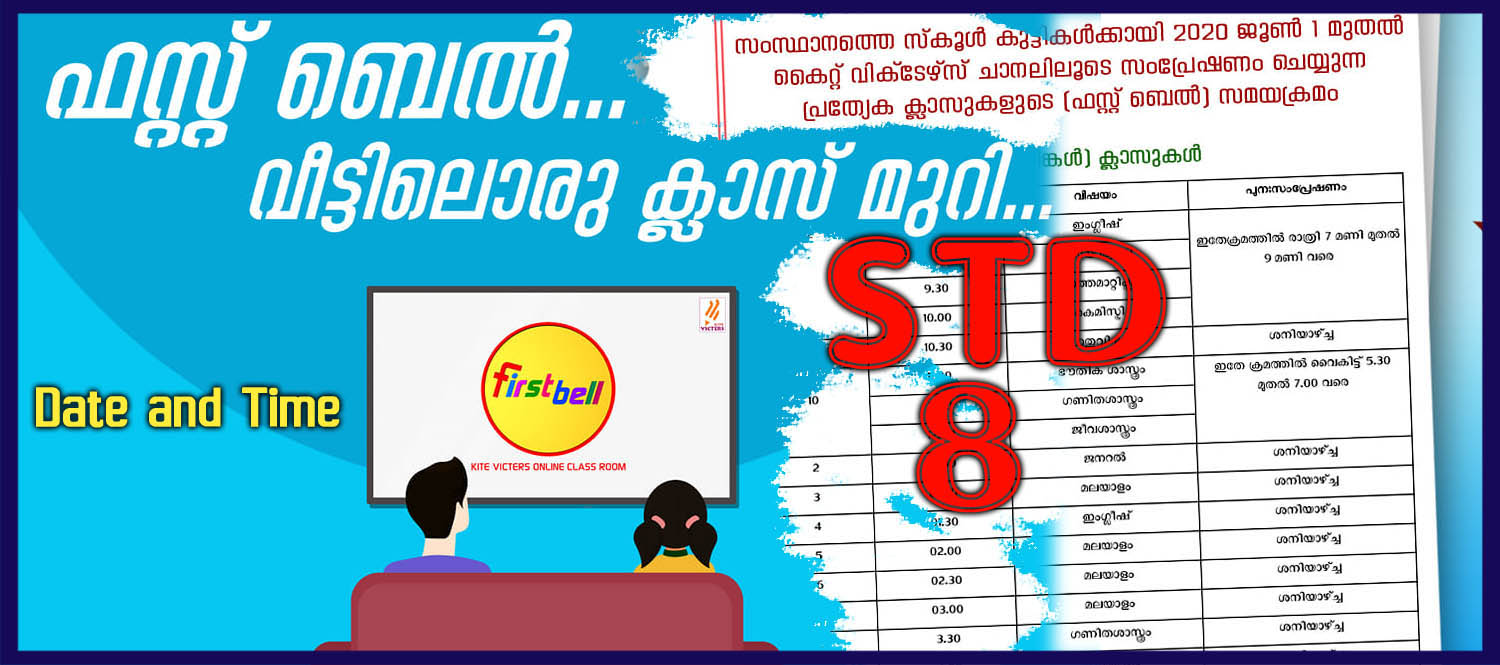 ഫസ്റ്റ് ബെൽ...
വീട്ടിലൊരു ക്ലാസ് മുറി...
Date and Time
KITE VICTERS
firstbell
KITE VICTERS ONLINE CLASS ROOM
STD
8
സംസ്ഥാനത്തെ സ്കൂൾ കുട്ടികൾക്കായി 2020 ജൂൺ 1 മുതൽ
കൈറ്റ് വിക്ടേഴ്സ് ചാനലിലൂടെ സംപ്രേഷണം ചെയ്യുന്ന
പ്രത്യേക ക്ലാസുകളുടെ (ഫസ്റ്റ് ബെൽ) സമയക്രമം
ക്ലാസുകൾ
വിഷയം പുനഃസംപ്രേഷണം
ഇംഗ്ലീഷ്
ഇതേക്രമത്തിൽ രാത്രി 7 മണി മുതൽ
9 മണി വരെ
9.30
10.00
10.30 ശനിയാഴ്ച്ച
ഭൗതിക ശാസ്ത്രം ഇതേ ക്രമത്തിൽ വൈകിട്ട് 5.30
മുതൽ 7.00 വരെ
10 ഗണിതശാസ്ത്രം
ജീവശാസ്ത്രം
2 ജനറൽ ശനിയാഴ്ച്ച
3 മലയാളം ശനിയാഴ്ച്ച
4 ഇംഗ്ലീഷ് ശനിയാഴ്ച്ച
5 02.00 മലയാളം ശനിയാഴ്ച്ച
6 02.30 മലയാളം ശനിയാഴ്ച്ച
03.00 മലയാളം ശനിയാഴ്ച്ച
3.30 ഗണിതശാസ്ത്രം ശനിയാഴ്ച്ച